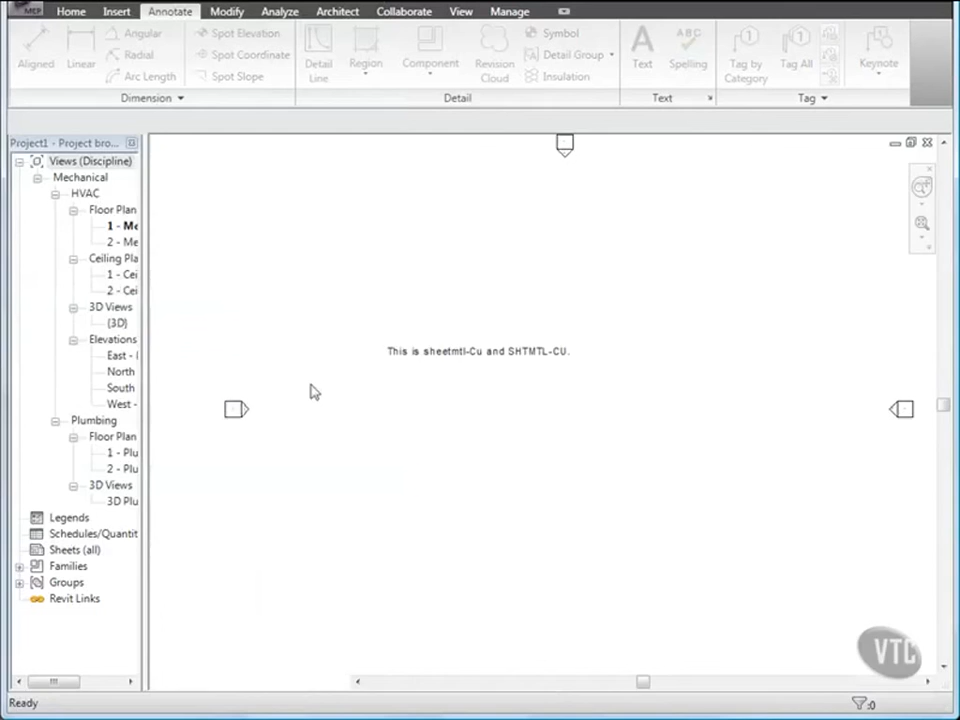 MEP
Home Insert Annotate Modify Analyze Architect Collaborate View Manage
Aligned Linear Angular Radial Arc Length Spot Elevation Spot Coordinate Spot Slope
Detail Line Region Component Revision Cloud Symbol Detail Group Insulation
Text Spelling Tag by Category Tag All Keynote
Dimension Detail Text Tag
Project1 - Project bro...
Views (Discipline)
Mechanical
HVAC
Floor Plan
1 - Me
2 - Me
Ceiling Pla
1 - Cei
2 - Cei
3D Views
{3D}
Elevations
East -
North
South
West -
Plumbing
Floor Plan
1 - Plu
2 - Plu
3D Views
3D Plu
Legends
Schedules/Quantit
Sheets (all)
Families
Groups
Revit Links
This is sheetmtl-Cu and SHTMTL-CU.
VTC
Ready
:0